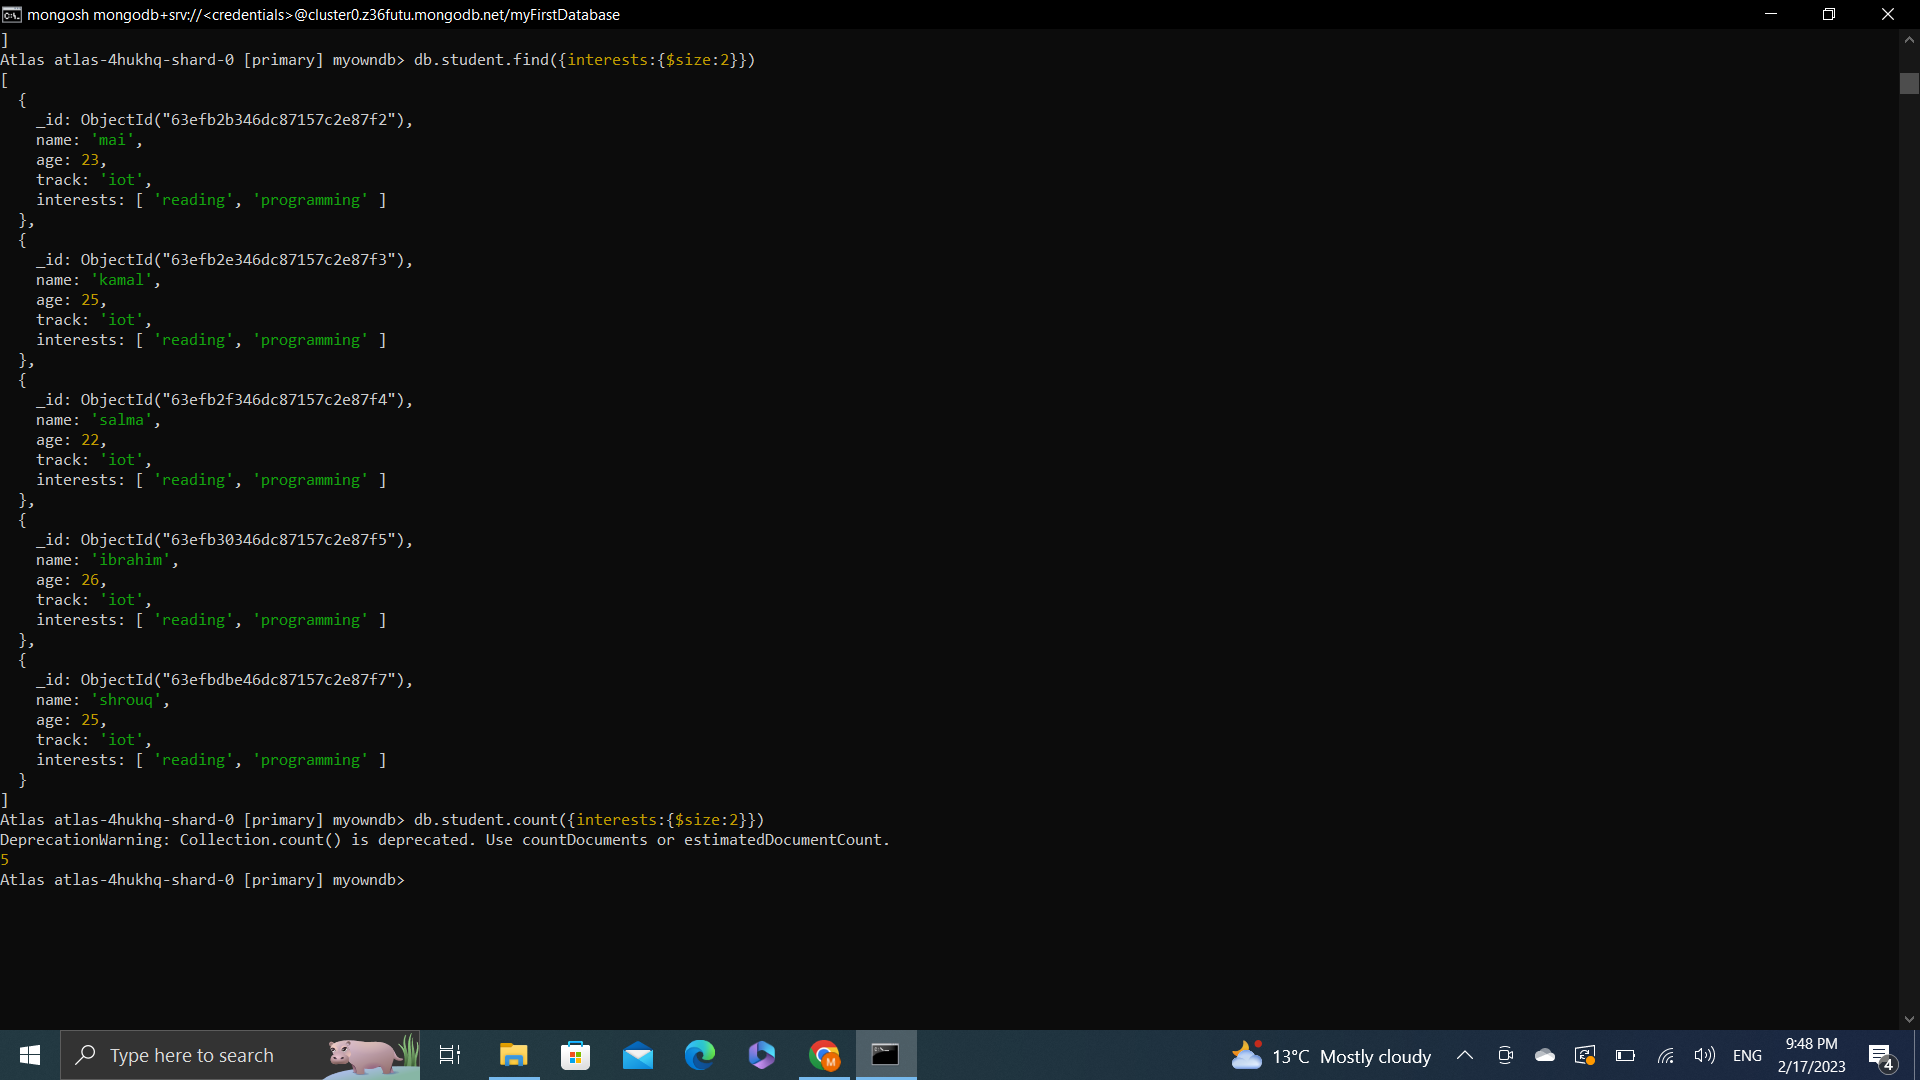 mongosh mongodb+srv://<credentials>@cluster0.z36futu.mongodb.net/myFirstDatabase
]
Atlas atlas-4hukhq-shard-0 [primary] myowndb> db.student.find({interests:{$size:2}})
[
  {
    _id: ObjectId("63efb2b346dc87157c2e87f2"),
    name: 'mai',
    age: 23,
    track: 'iot',
    interests: [ 'reading', 'programming' ]
  },
  {
    _id: ObjectId("63efb2e346dc87157c2e87f3"),
    name: 'kamal',
    age: 25,
    track: 'iot',
    interests: [ 'reading', 'programming' ]
  },
  {
    _id: ObjectId("63efb2f346dc87157c2e87f4"),
    name: 'salma',
    age: 22,
    track: 'iot',
    interests: [ 'reading', 'programming' ]
  },
  {
    _id: ObjectId("63efb30346dc87157c2e87f5"),
    name: 'ibrahim',
    age: 26,
    track: 'iot',
    interests: [ 'reading', 'programming' ]
  },
  {
    _id: ObjectId("63efbdbe46dc87157c2e87f7"),
    name: 'shrouq',
    age: 25,
    track: 'iot',
    interests: [ 'reading', 'programming' ]
  }
]
Atlas atlas-4hukhq-shard-0 [primary] myowndb> db.student.count({interests:{$size:2}})
DeprecationWarning: Collection.count() is deprecated. Use countDocuments or estimatedDocumentCount.
5
Atlas atlas-4hukhq-shard-0 [primary] myowndb>
Type here to search
M
13°C Mostly cloudy
ENG
9:48 PM
2/17/2023
4